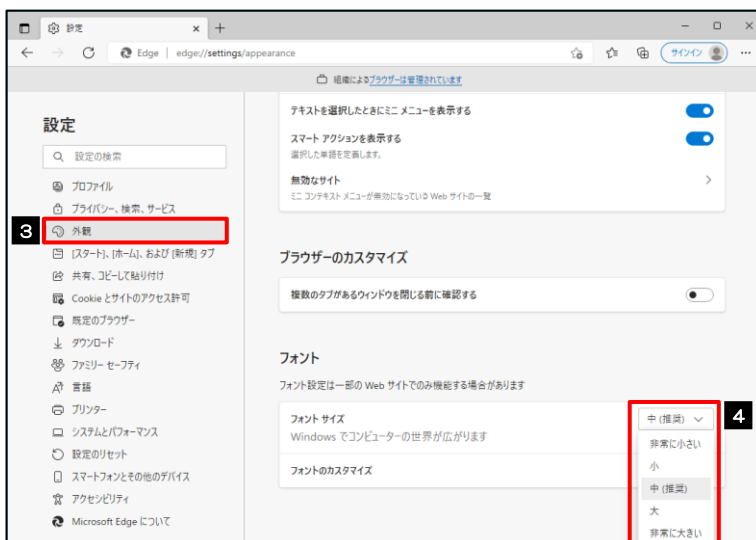 設定
Edge | edge://settings/appearance
サインイン
組織によるブラウザーは管理されています
設定
設定の検索
プロファイル
プライバシー、検索、サービス
3 外観
[スタート]、[ホーム]、および [新規] タブ
共有、コピーして貼り付け
Cookie とサイトのアクセス許可
既定のブラウザー
ダウンロード
ファミリー セーフティ
言語
プリンター
システムとパフォーマンス
設定のリセット
スマートフォンとその他のデバイス
アクセシビリティ
Microsoft Edge について
テキストを選択したときにミニ メニューを表示する
スマート アクションを表示する
選択した単語を定義します。
無効なサイト
ミニ コンテキスト メニューが無効になっている Web サイトの一覧
ブラウザーのカスタマイズ
複数のタブがあるウィンドウを閉じる前に確認する
フォント
フォント設定は一部の Web サイトでのみ機能する場合があります
フォント サイズ
Windows でコンピューターの世界が広がります
フォントのカスタマイズ
中 (推奨) 4
非常に小さい
小
中 (推奨)
大
非常に大きい